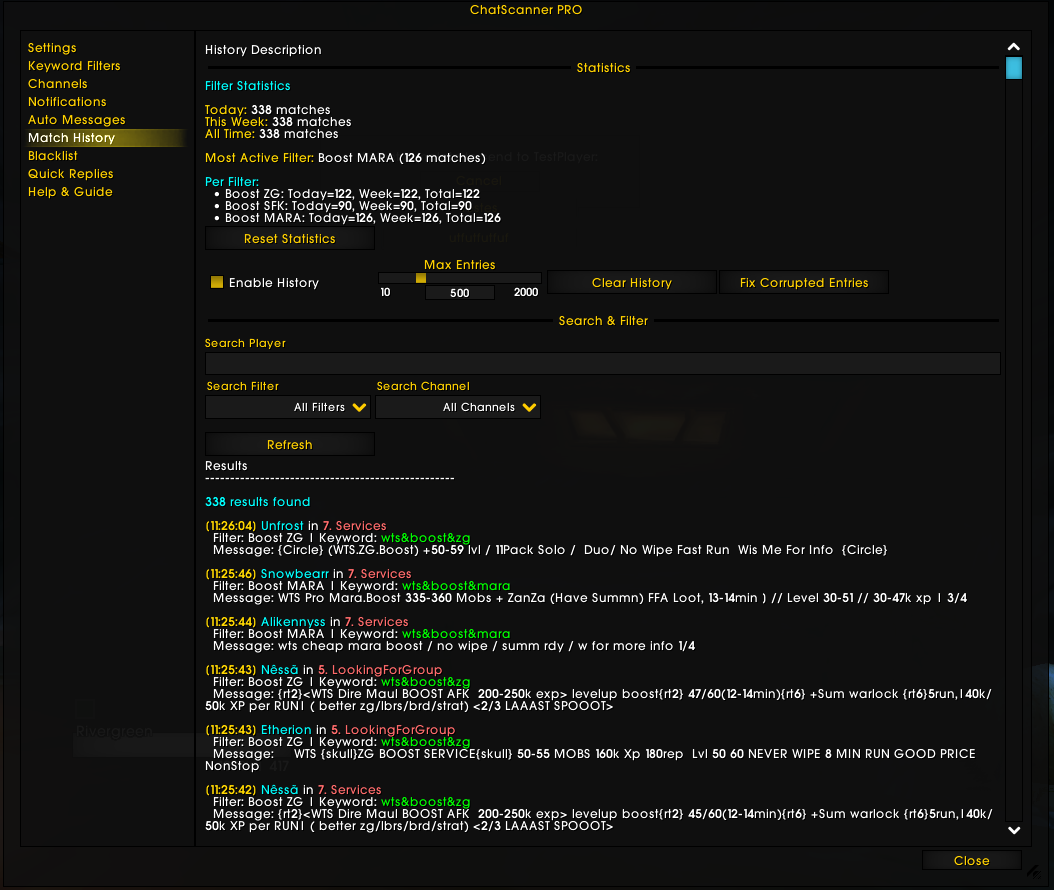 ChatScanner PRO
Settings
Keyword Filters
Channels
Notifications
Auto Messages
Match History
Blacklist
Quick Replies
Help & Guide
History Description
Statistics
Filter Statistics
Today: 338 matches
This Week: 338 matches
All Time: 338 matches
Most Active Filter: Boost MARA (126 matches)
Per Filter:
• Boost ZG: Today=122, Week=122, Total=122
• Boost SFK: Today=90, Week=90, Total=90
• Boost MARA: Today=126, Week=126, Total=126
Reset Statistics
Enable History
Max Entries
10 500 2000
Clear History
Fix Corrupted Entries
Search & Filter
Search Player
Search Filter Search Channel
All Filters All Channels
Refresh
Results
--------------------------------------------------
338 results found
(11:26:04) Unfrost in 7. Services
Filter: Boost ZG | Keyword: wts&boost&zg
Message: {Circle} (WTS.ZG.Boost) +50-59 lvl / 11Pack Solo / Duo/ No Wipe Fast Run Wis Me For Info {Circle}
(11:25:46) Snowbearr in 7. Services
Filter: Boost MARA | Keyword: wts&boost&mara
Message: WTS Pro Mara.Boost 335-360 Mobs + ZanZa (Have Summn) FFA Loot, 13-14min ) // Level 30-51 // 30-47k xp | 3/4
(11:25:44) Alikennyss in 7. Services
Filter: Boost MARA | Keyword: wts&boost&mara
Message: wts cheap mara boost / no wipe / summ rdy / w for more info 1/4
(11:25:43) Nêssä in 5. LookingForGroup
Filter: Boost ZG | Keyword: wts&boost&zg
Message: {rt2}<WTS Dire Maul BOOST AFK 200-250k exp> levelup boost{rt2} 47/60(12-14min){rt6} +Sum warlock {rt6}5run,|40k/
50k XP per RUN! ( better zg/lbrs/brd/strat) <2/3 LAAAST SPOOOT>
(11:25:43) Etherion in 5. LookingForGroup
Filter: Boost ZG | Keyword: wts&boost&zg
Message: WTS {skull}ZG BOOST SERVICE{skull} 50-55 MOBS 160k Xp 180rep Lvl 50 60 NEVER WIPE 8 MIN RUN GOOD PRICE
NonStop
(11:25:42) Nêssä in 7. Services
Filter: Boost ZG | Keyword: wts&boost&zg
Message: {rt2}<WTS Dire Maul BOOST AFK 200-250k exp> levelup boost{rt2} 45/60(12-14min){rt6} +Sum warlock {rt6}5run,|40k/
50k XP per RUN! ( better zg/lbrs/brd/strat) <2/3 LAAAST SPOOOT>
Close